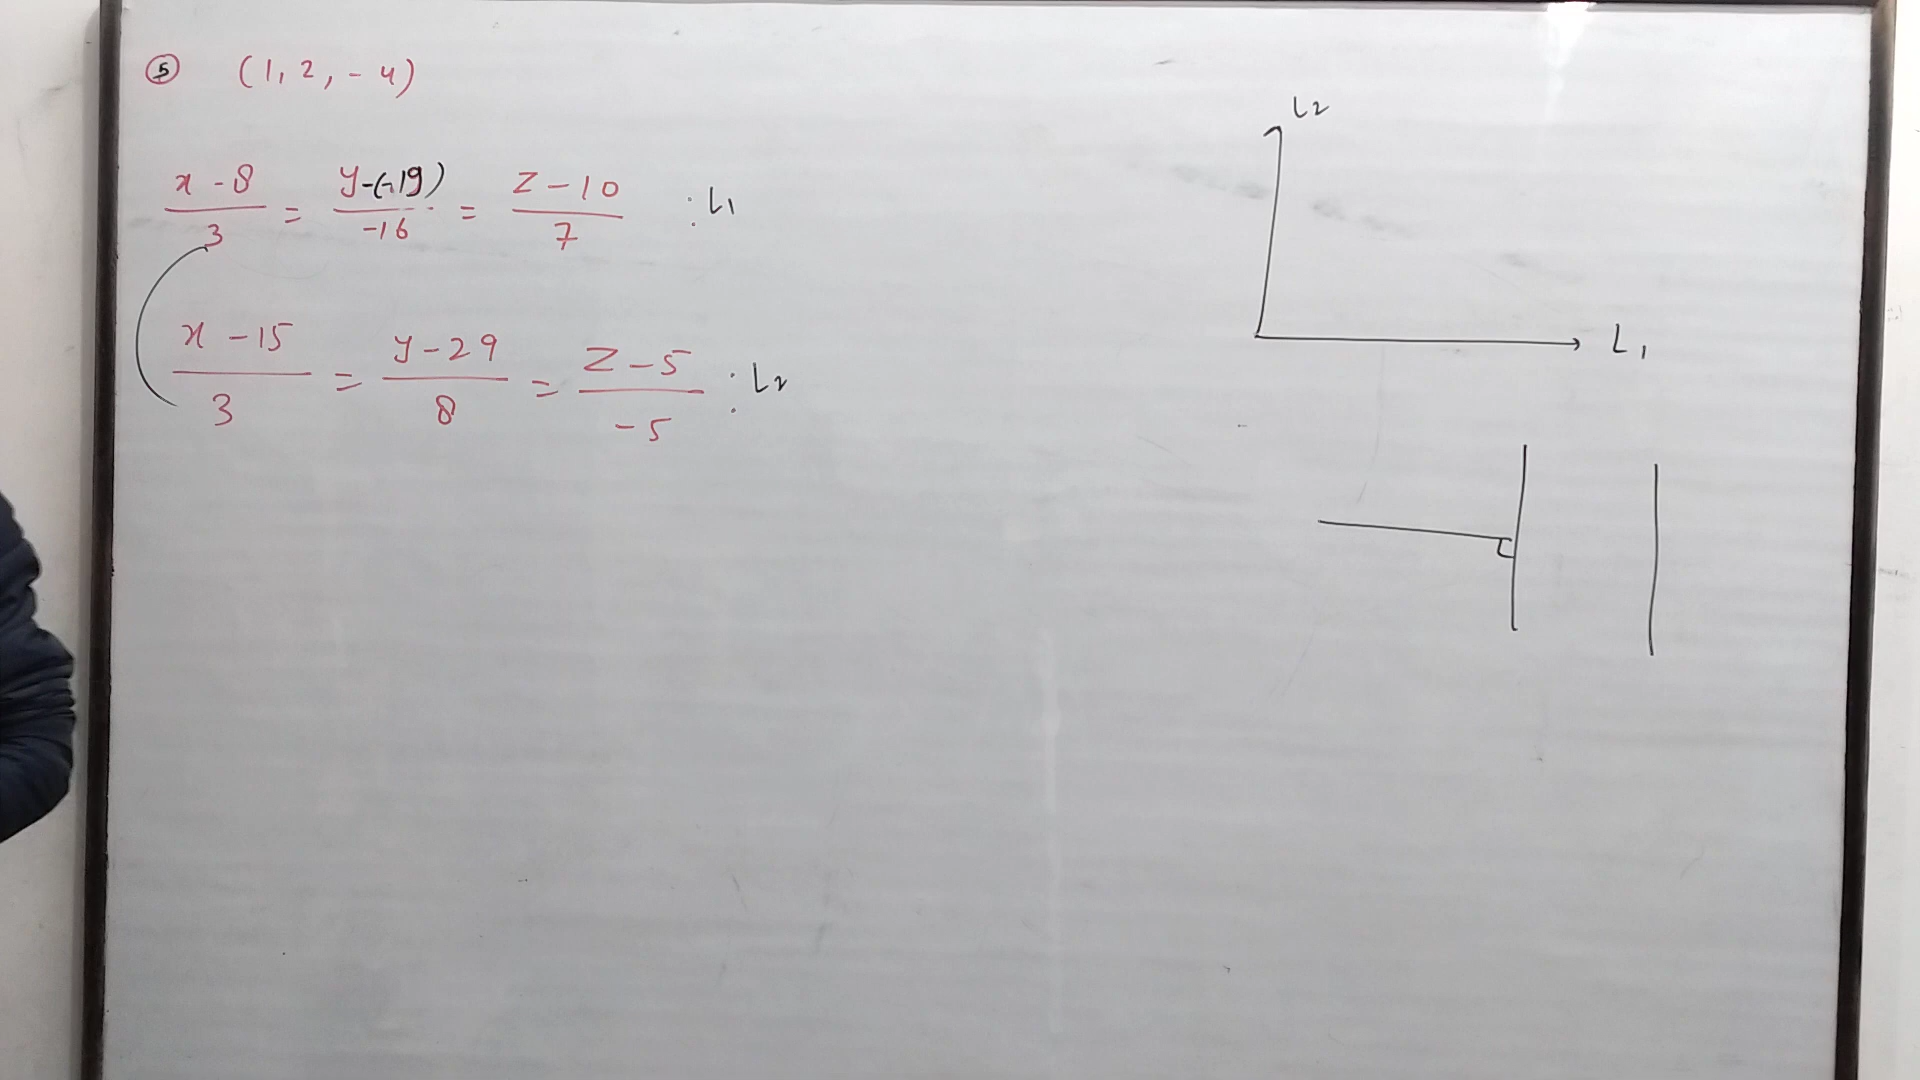 ⑤ (1, 2, - 4)
x - 8 / 3 = y-(-19) / -16 = z - 10 / 7 : L1
x - 15 / 3 = y - 29 / 8 = z - 5 / - 5 : L2
L2
L1